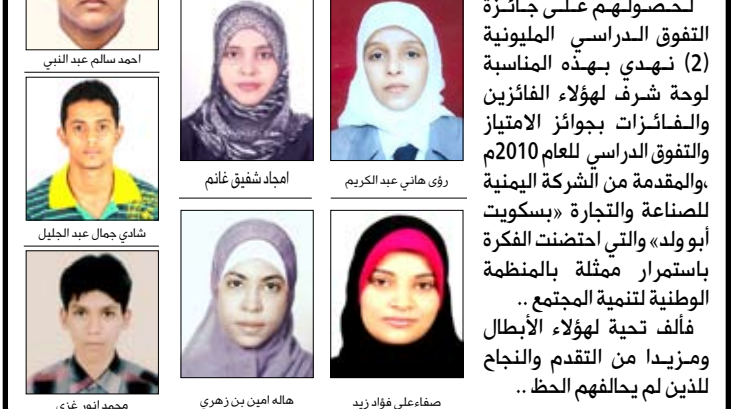 لحصولهم على جائزة
التفوق الدراسي المليونية
(2) نهدي بهذه المناسبة
لوحة شرف لهؤلاء الفائزين
والفائزات بجوائز الامتياز
والتفوق الدراسي للعام 2010م
،والمقدمة من الشركة اليمنية
للصناعة والتجارة «بسكويت
أبو ولد» والتي احتضنت الفكرة
باستمرار ممثلة بالمنظمة
الوطنية لتنمية المجتمع ..
فألف تحية لهؤلاء الأبطال
ومزيدا من التقدم والنجاح
للذين لم يحالفهم الحظ ..
رؤى هاني عبد الكريم
امجاد شفيق غانم
احمد سالم عبد النبي
شادي جمال عبد الجليل
صفاءعلي فؤاد زيد
هاله امين بن زهري
محمد انور غزي